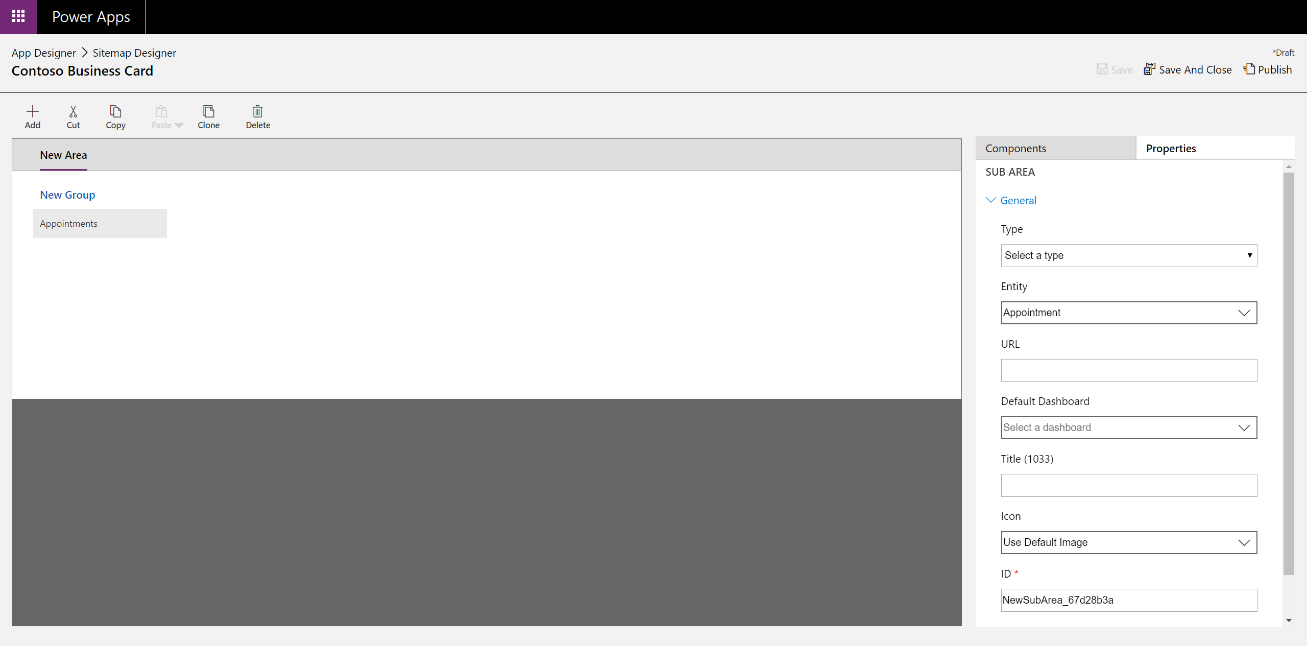 Power Apps
App Designer > Sitemap Designer
*Draft
Contoso Business Card
Save
Save And Close
Publish
Add
Cut
Copy
Paste
Clone
Delete
New Area
New Group
Appointments
Components
Properties
SUB AREA
General
Type
Select a type
Entity
Appointment
URL
Default Dashboard
Select a dashboard
Title (1033)
Icon
Use Default Image
ID *
NewSubArea_67d28b3a